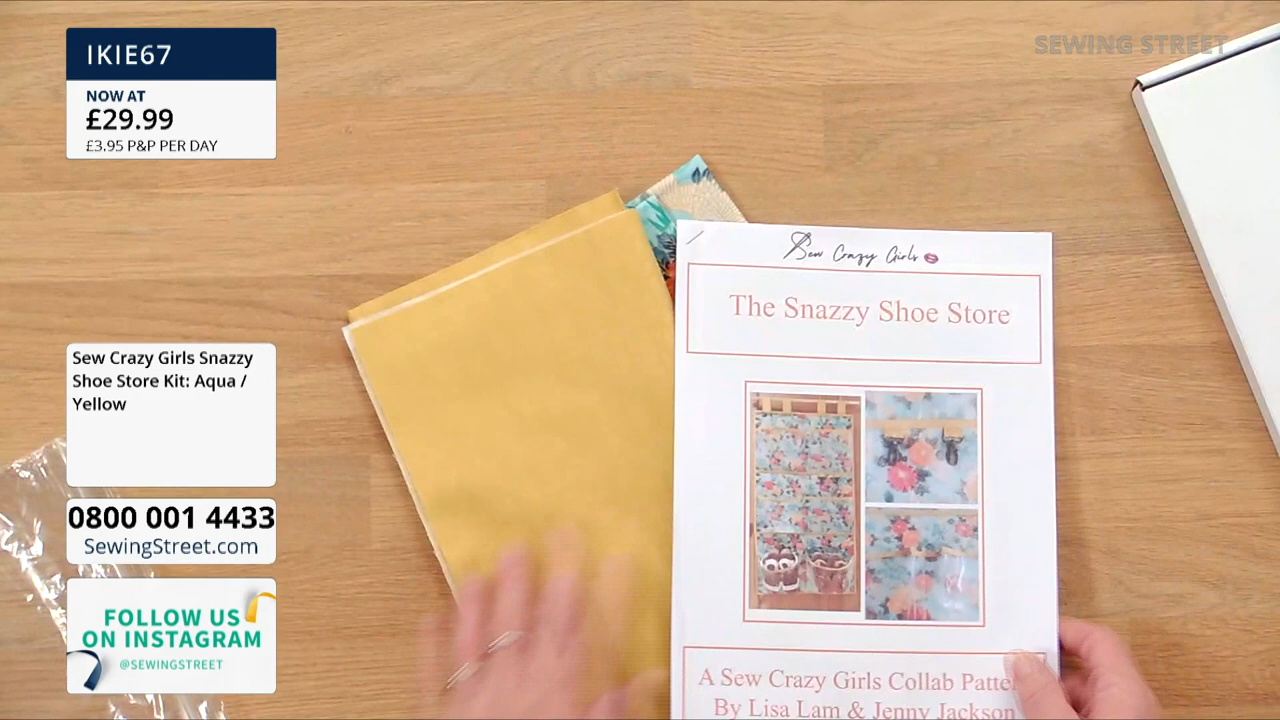 IKIE67
NOW AT
£29.99
£3.95 P&P PER DAY
SEWING STREET
Sew Crazy Girls Snazzy
Shoe Store Kit: Aqua /
Yellow
0800 001 4433
SewingStreet.com
FOLLOW US
ON INSTAGRAM
@SEWINGSTREET
Sew Crazy Girls
The Snazzy Shoe Store
A Sew Crazy Girls Collab Patte
By Lisa Lam & Jenny Jackson